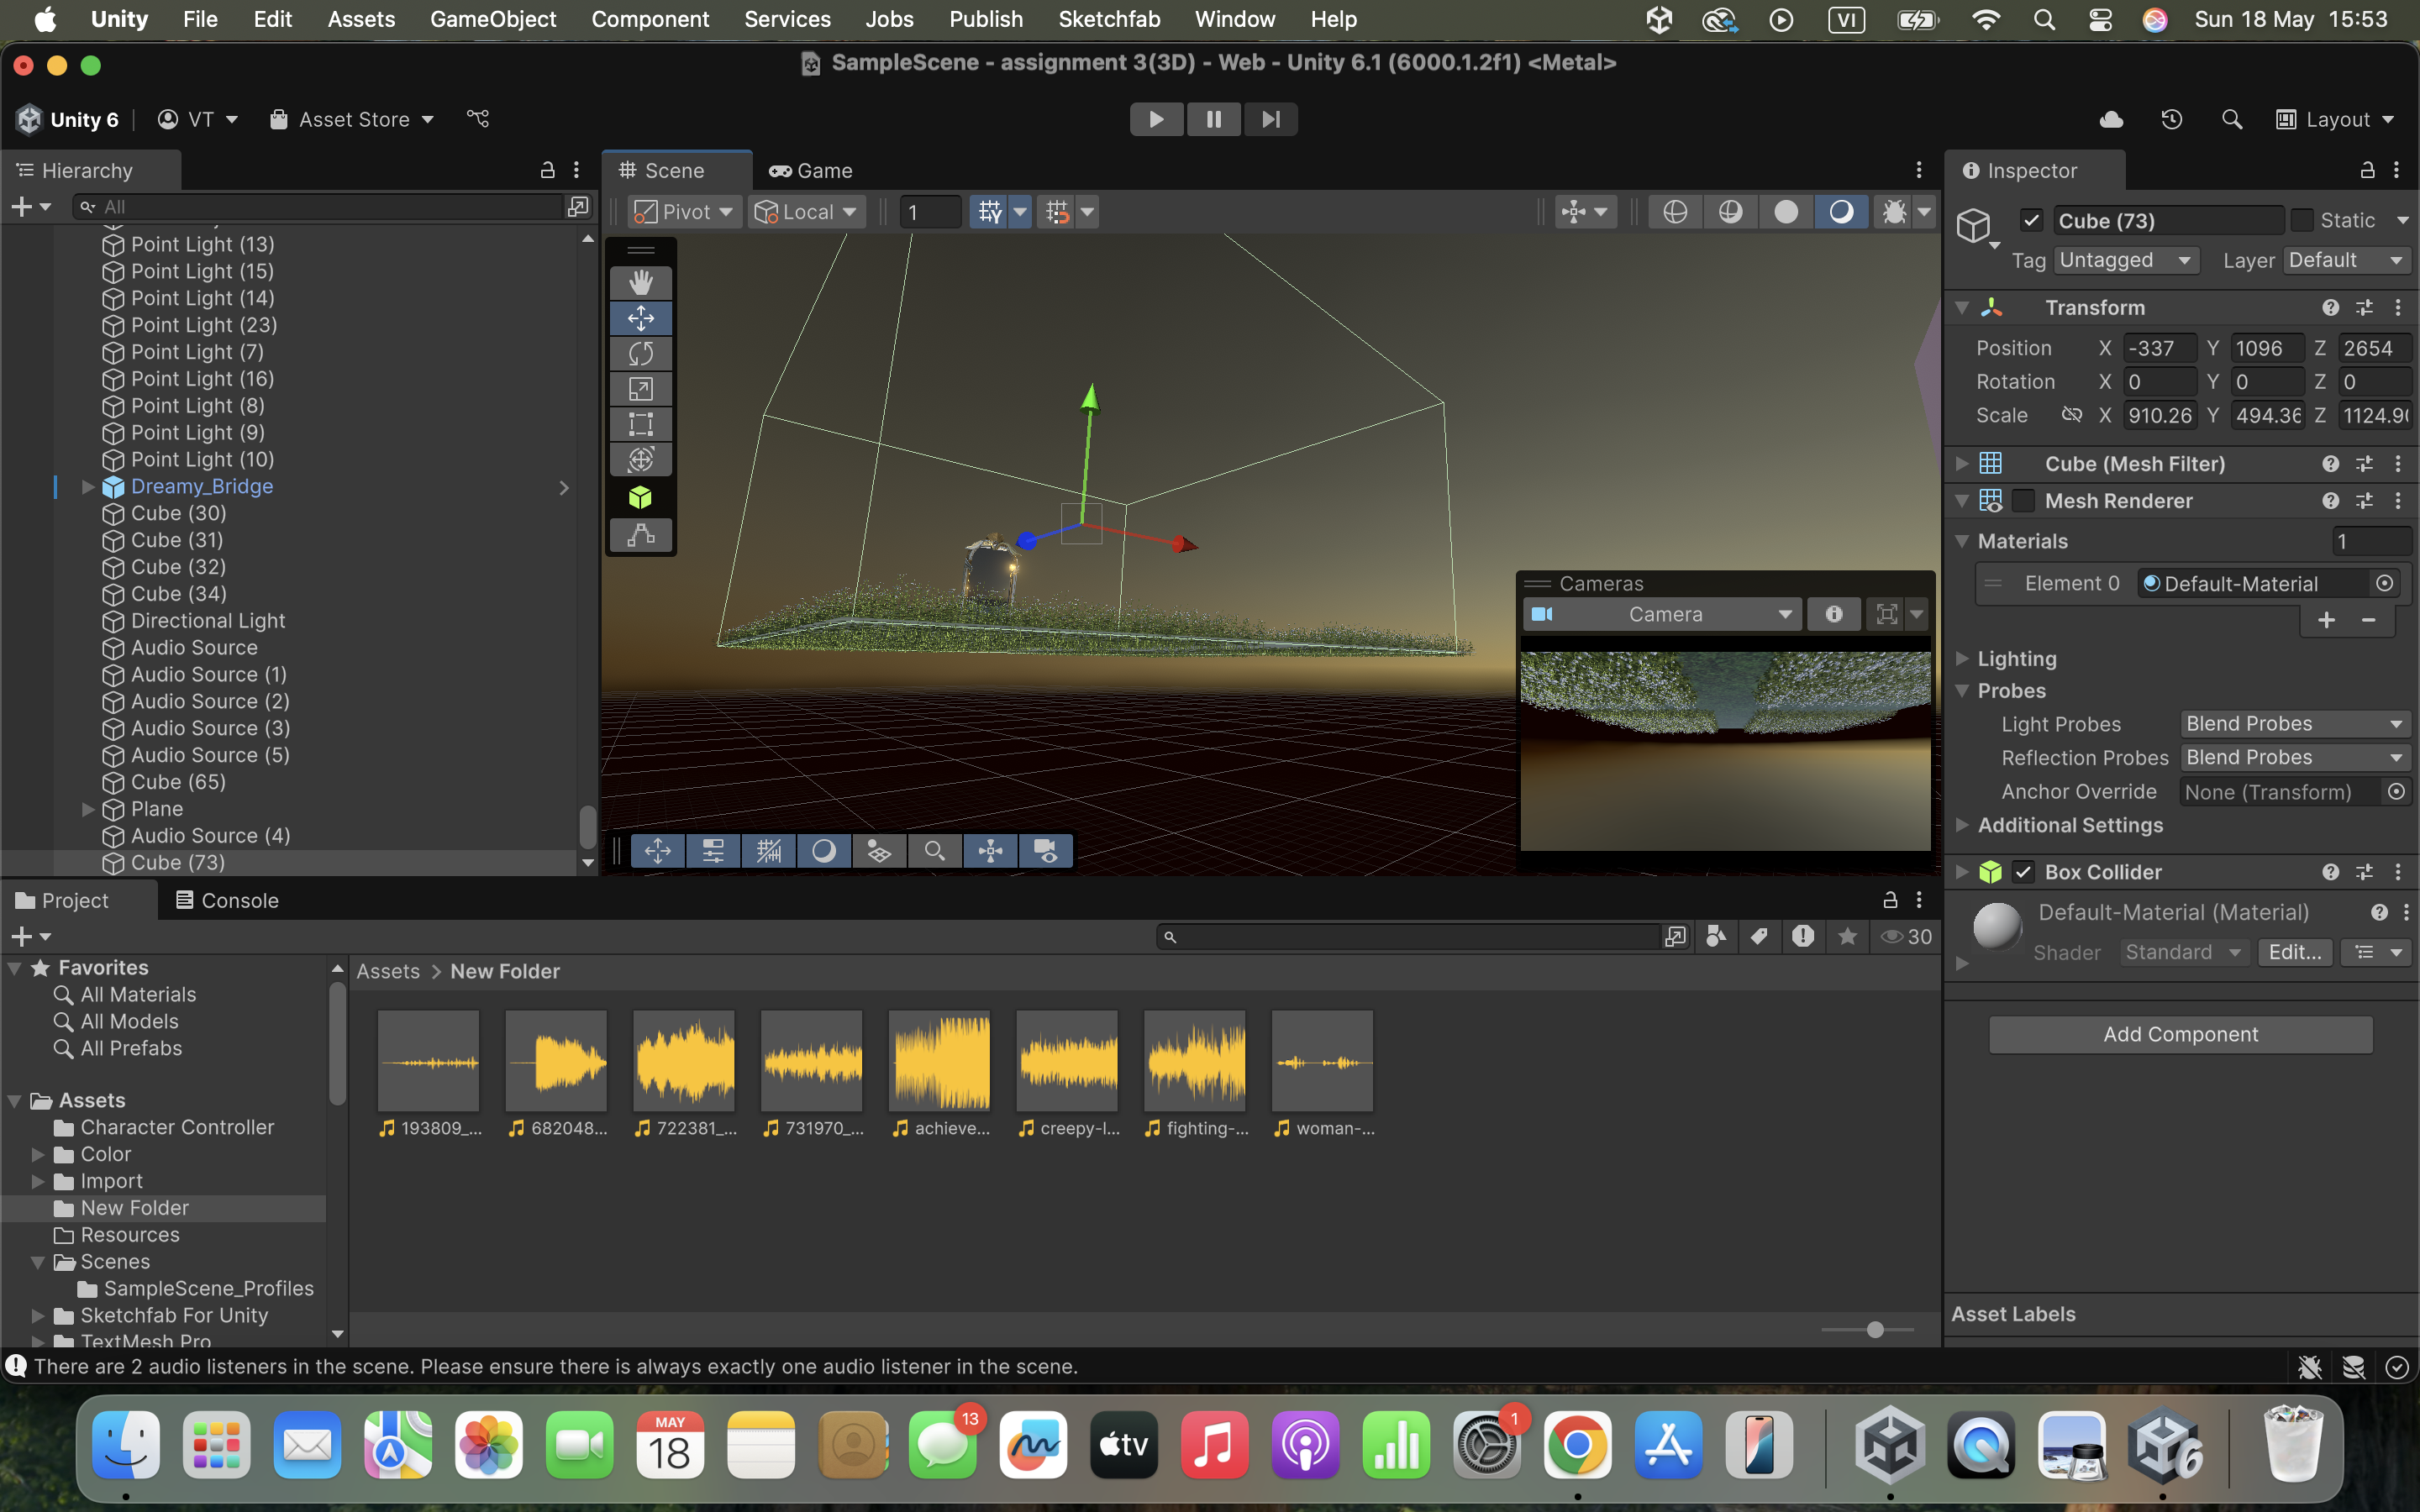 Unity File Edit Assets GameObject Component Services Jobs Publish Sketchfab Window Help VI Sun 18 May 15:53
SampleScene - assignment 3(3D) - Web - Unity 6.1 (6000.1.2f1) <Metal>
Unity 6 VT Asset Store Layout
Hierarchy
All
Point Light (13)
Point Light (15)
Point Light (14)
Point Light (23)
Point Light (7)
Point Light (16)
Point Light (8)
Point Light (9)
Point Light (10)
Dreamy_Bridge
Cube (30)
Cube (31)
Cube (32)
Cube (34)
Directional Light
Audio Source
Audio Source (1)
Audio Source (2)
Audio Source (3)
Audio Source (5)
Cube (65)
Plane
Audio Source (4)
Cube (73)
Scene Game
Pivot Local 1
Cameras
Camera
Inspector
Cube (73) Static
Tag Untagged Layer Default
Transform
Position X -337 Y 1096 Z 2654
Rotation X 0 Y 0 Z 0
Scale X 910.26 Y 494.36 Z 1124.90
Cube (Mesh Filter)
Mesh Renderer
Materials 1
Element 0 Default-Material
Lighting
Probes
Light Probes Blend Probes
Reflection Probes Blend Probes
Anchor Override None (Transform)
Additional Settings
Box Collider
Default-Material (Material)
Shader Standard Edit...
Add Component
Asset Labels
Project Console
30
Favorites
All Materials
All Models
All Prefabs
Assets
Character Controller
Color
Import
New Folder
Resources
Scenes
SampleScene_Profiles
Sketchfab For Unity
TextMesh Pro
Assets > New Folder
193809_... 682048... 722381_... 731970_... achieve... creepy-l... fighting-... woman-...
There are 2 audio listeners in the scene. Please ensure there is always exactly one audio listener in the scene.
MAY
18
13
tv
1
6